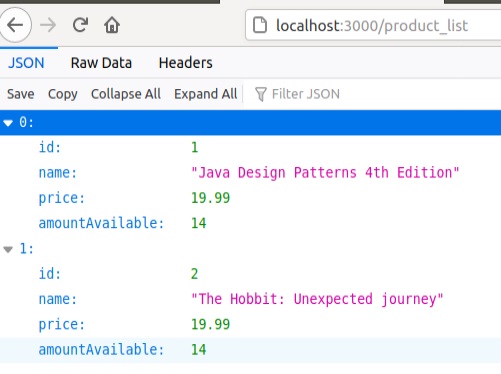 localhost:3000/product_list
JSON Raw Data Headers
Save Copy Collapse All Expand All Filter JSON
0:
id: 1
name: "Java Design Patterns 4th Edition"
price: 19.99
amountAvailable: 14
1:
id: 2
name: "The Hobbit: Unexpected journey"
price: 19.99
amountAvailable: 14